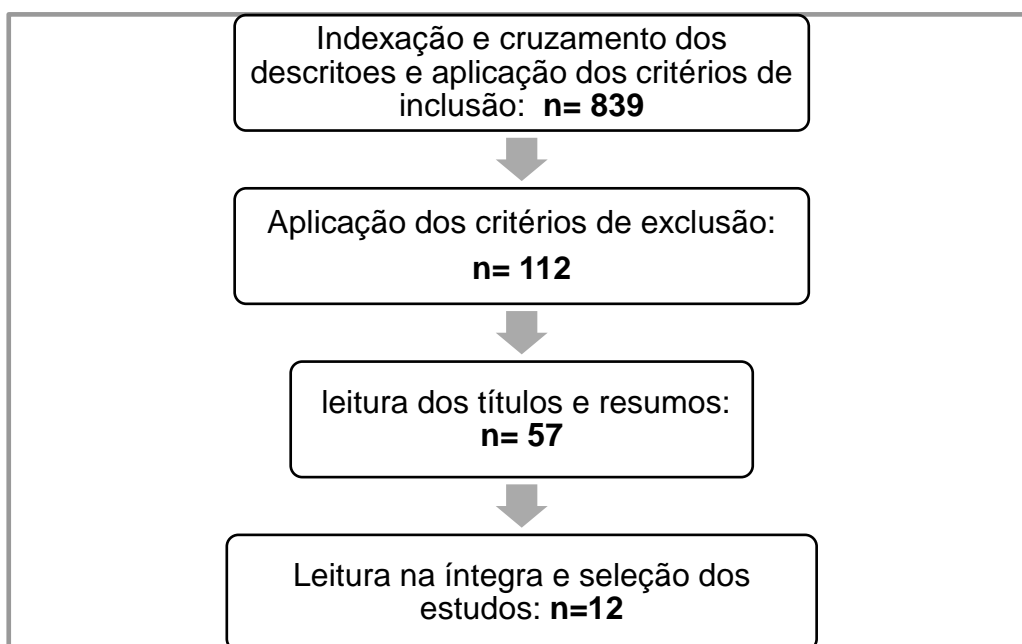 Indexação e cruzamento dos
descritoes e aplicação dos critérios de
inclusão: n= 839
Aplicação dos critérios de exclusão:
n= 112
leitura dos títulos e resumos:
n= 57
Leitura na íntegra e seleção dos
estudos: n=12